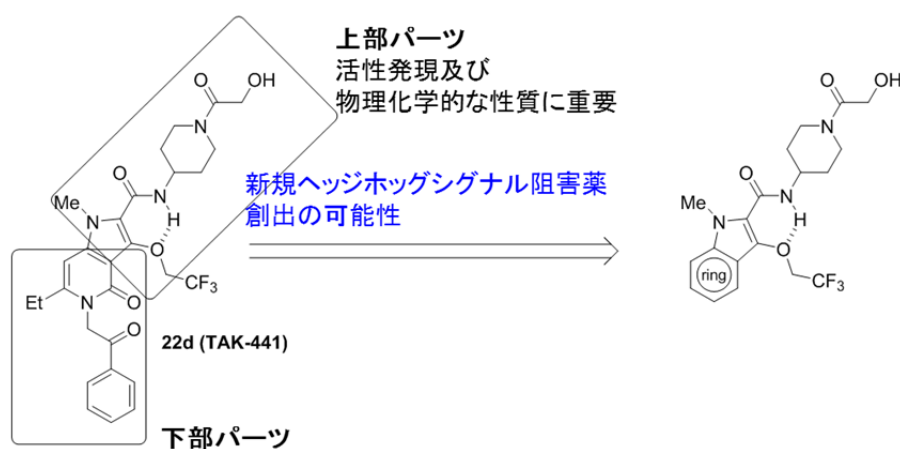 上部パーツ
活性発現及び
物理化学的な性質に重要
O
OH
N
O
N
H
Me
N
O
CF3
Et
N
O
O
新規ヘッジホッグシグナル阻害薬
創出の可能性
22d (TAK-441)
下部パーツ
O
OH
N
O
N
H
Me
N
O
CF3
ring